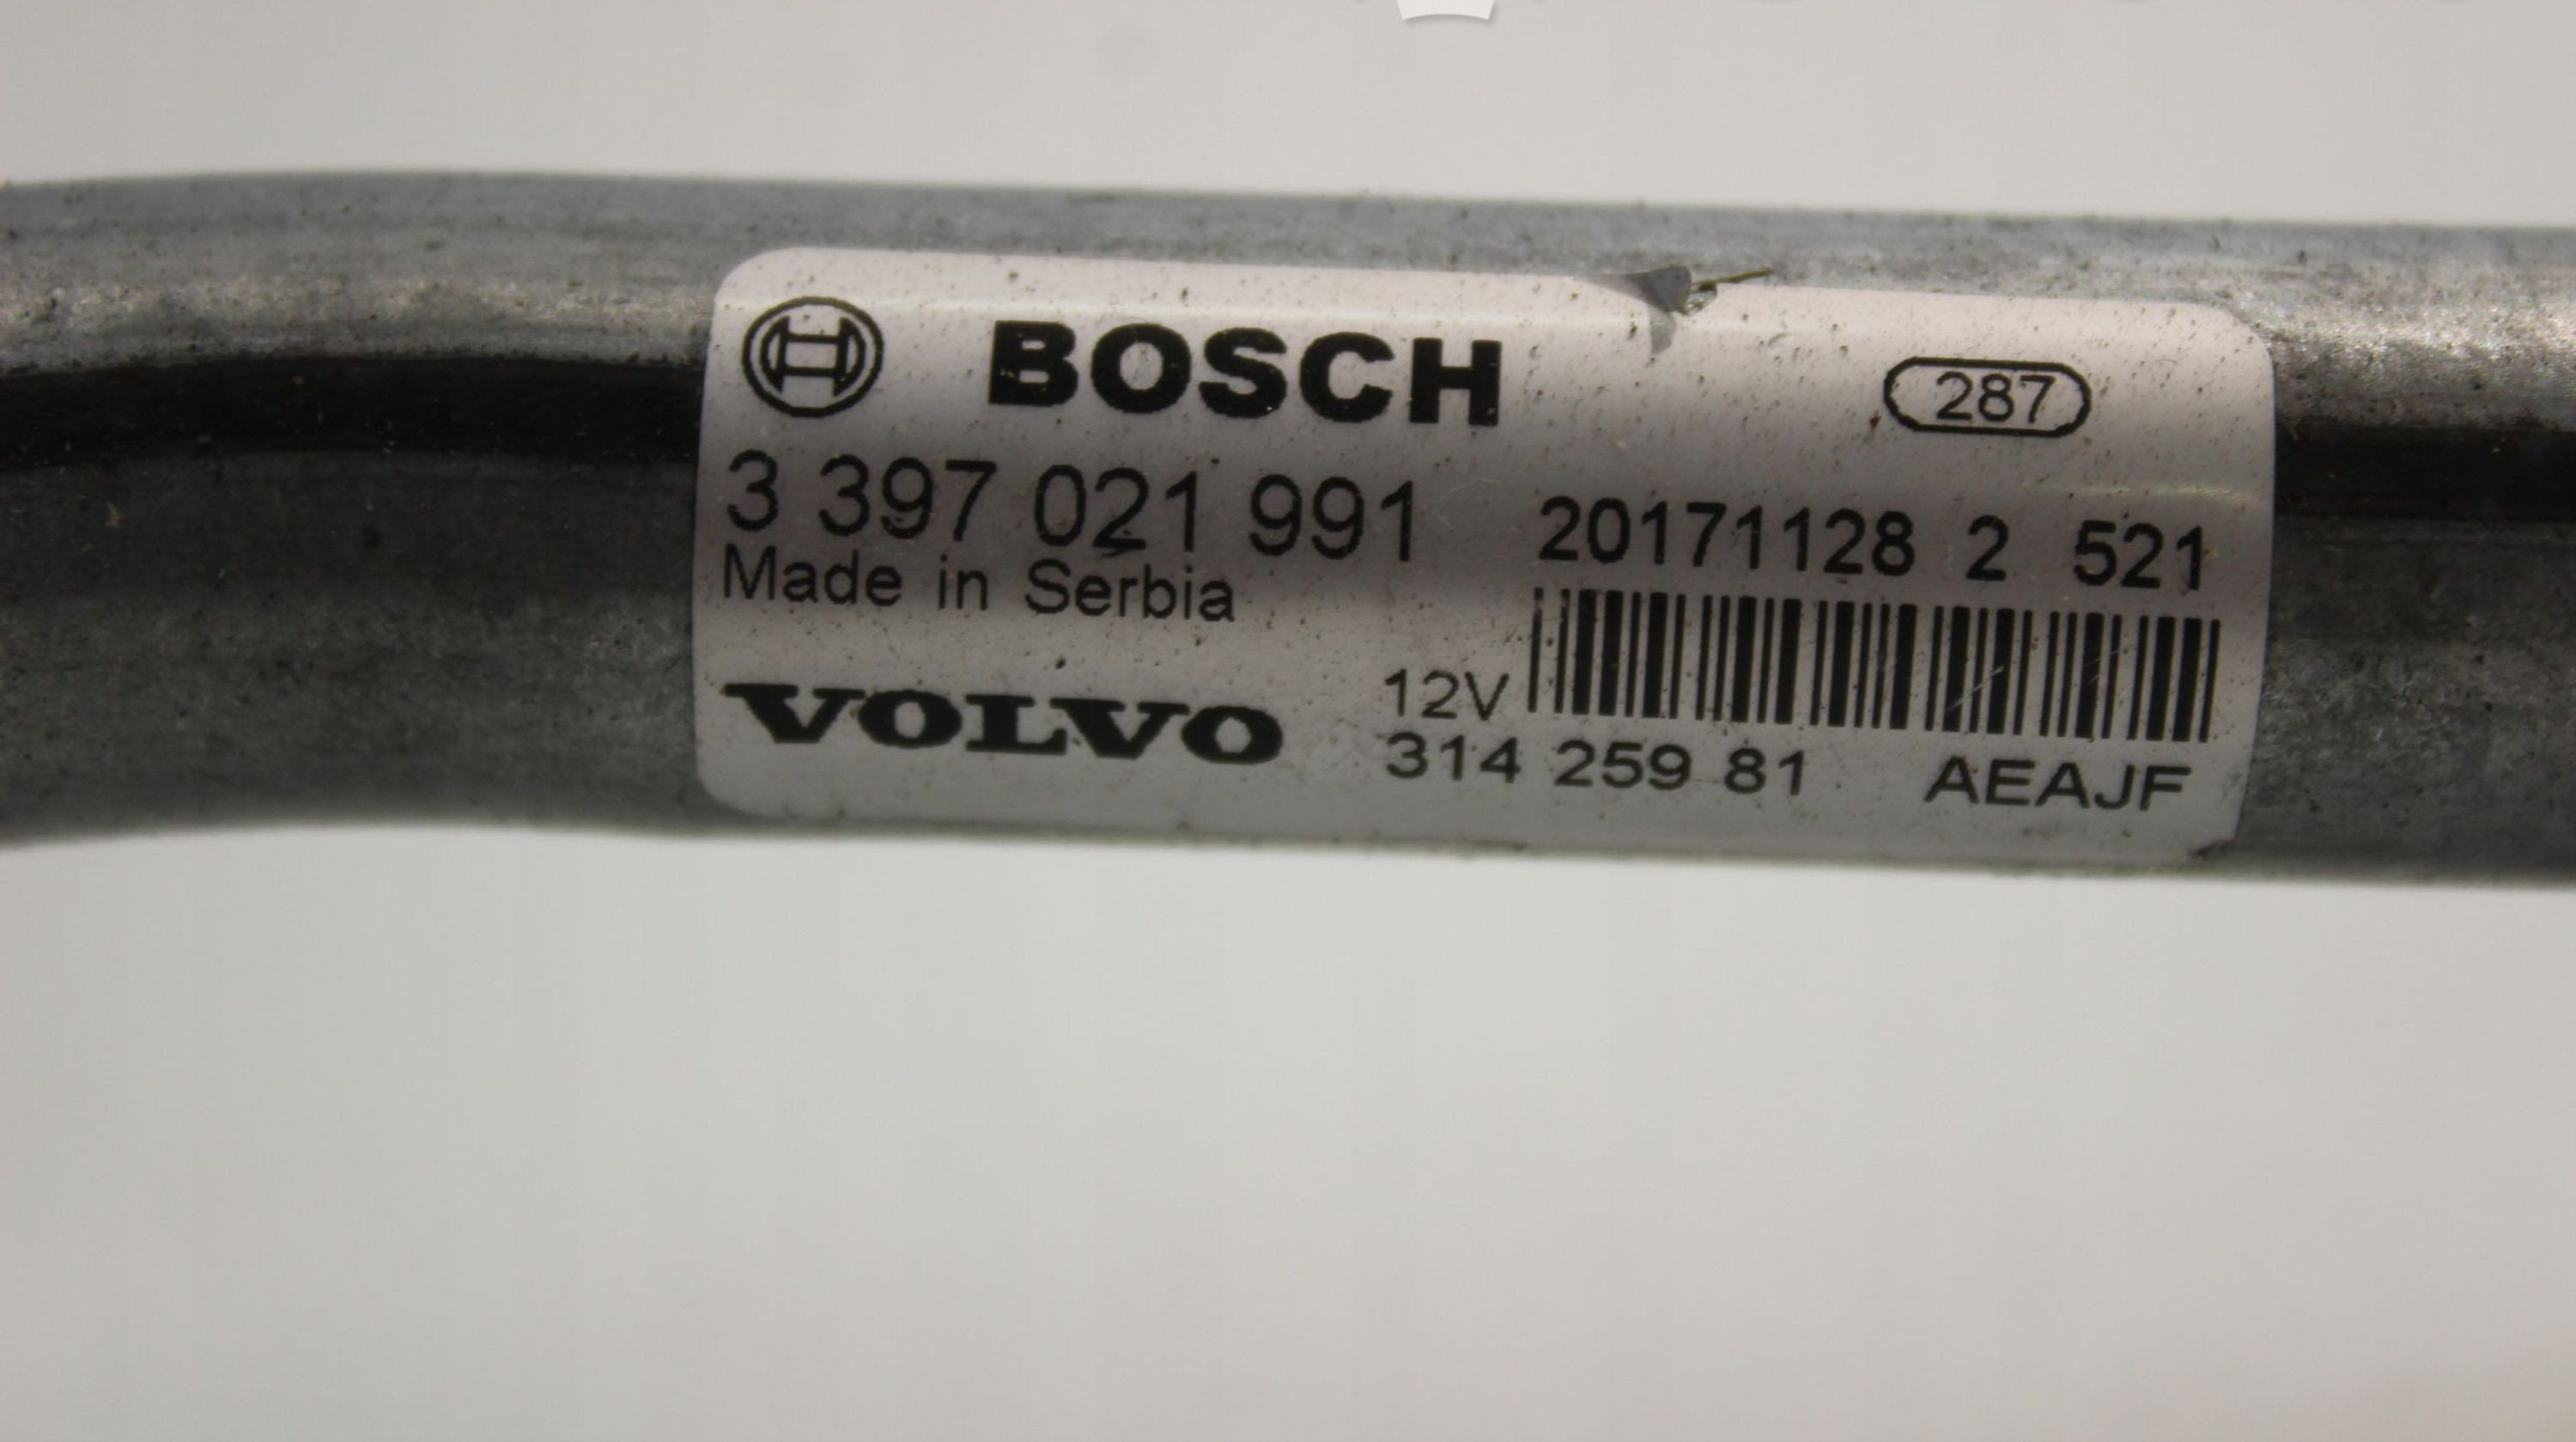 BOSCH 287
3 397 021 991 20171128 2 521
Made in Serbia
12V
VOLVO
314 259 81 AEAJF